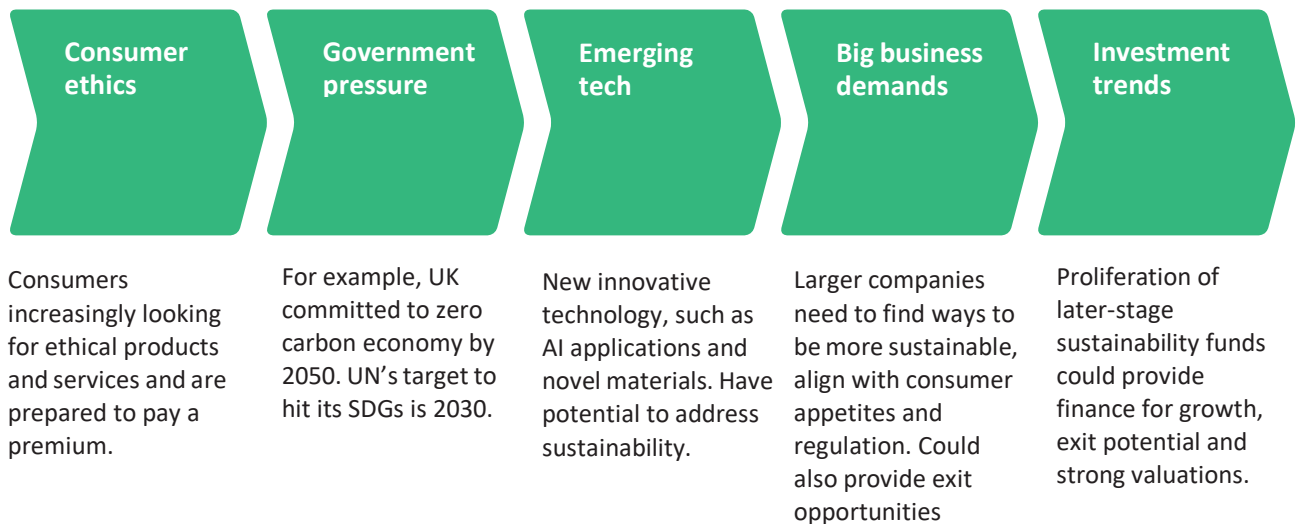 Consumer
ethics
Government
pressure
Emerging
tech
Big business
demands
Investment
trends
Consumers
increasingly looking
for ethical products
and services and are
prepared to pay a
premium.
For example, UK
committed to zero
carbon economy by
2050. UN’s target to
hit its SDGs is 2030.
New innovative
technology, such as
AI applications and
novel materials. Have
potential to address
sustainability.
Larger companies
need to find ways to
be more sustainable,
align with consumer
appetites and
regulation. Could
also provide exit
opportunities
Proliferation of
later-stage
sustainability funds
could provide
finance for growth,
exit potential and
strong valuations.